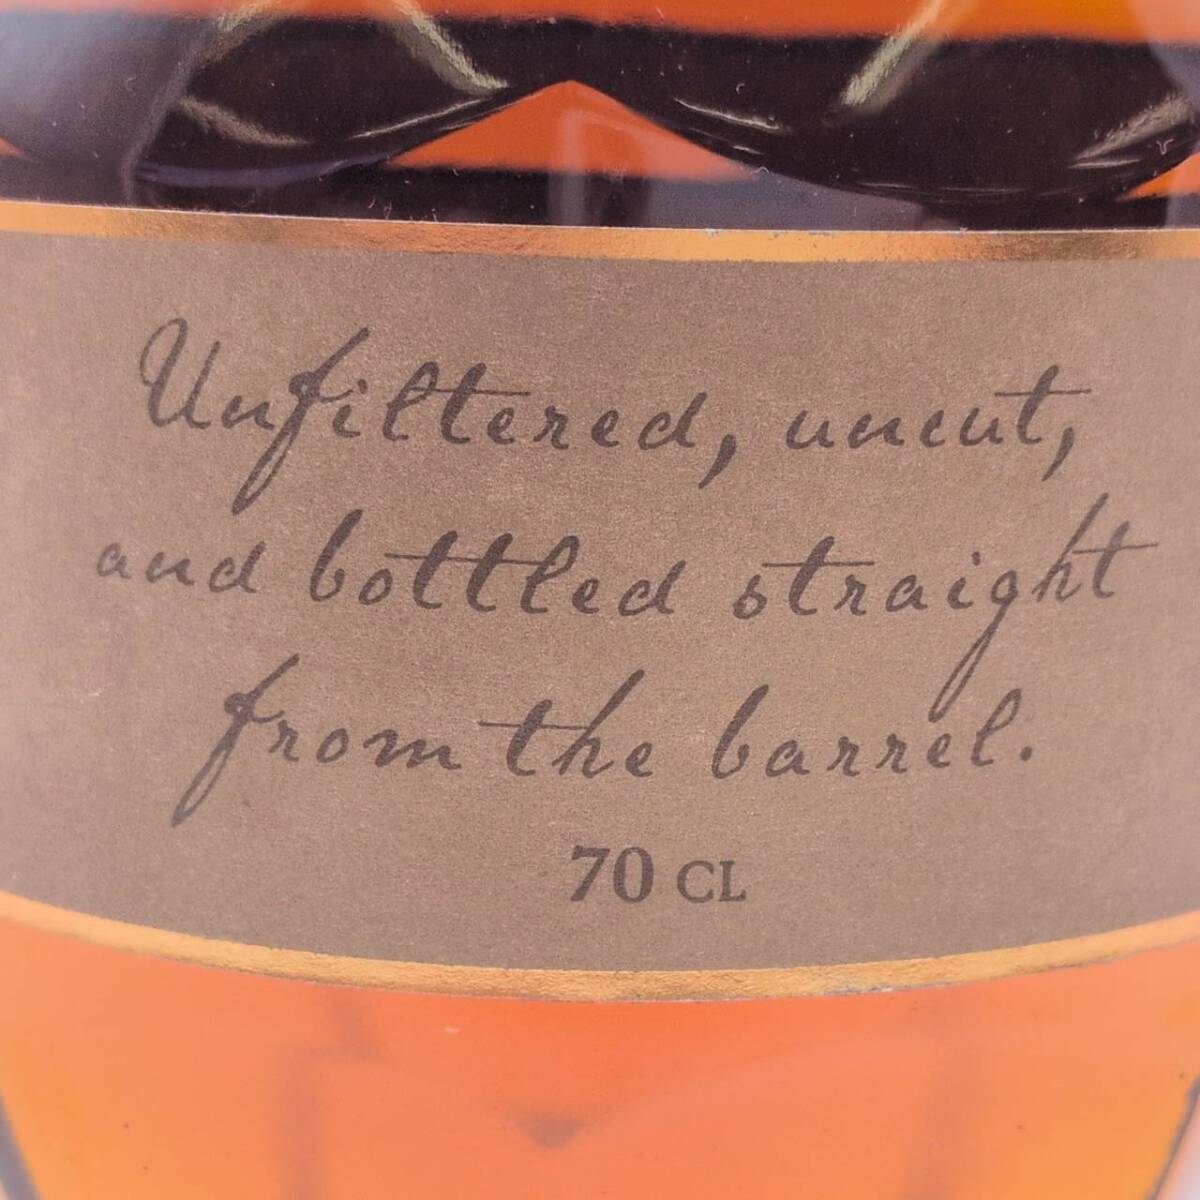 Unfiltered, uncut,
and bottled straight
from the barrel.
70 CL